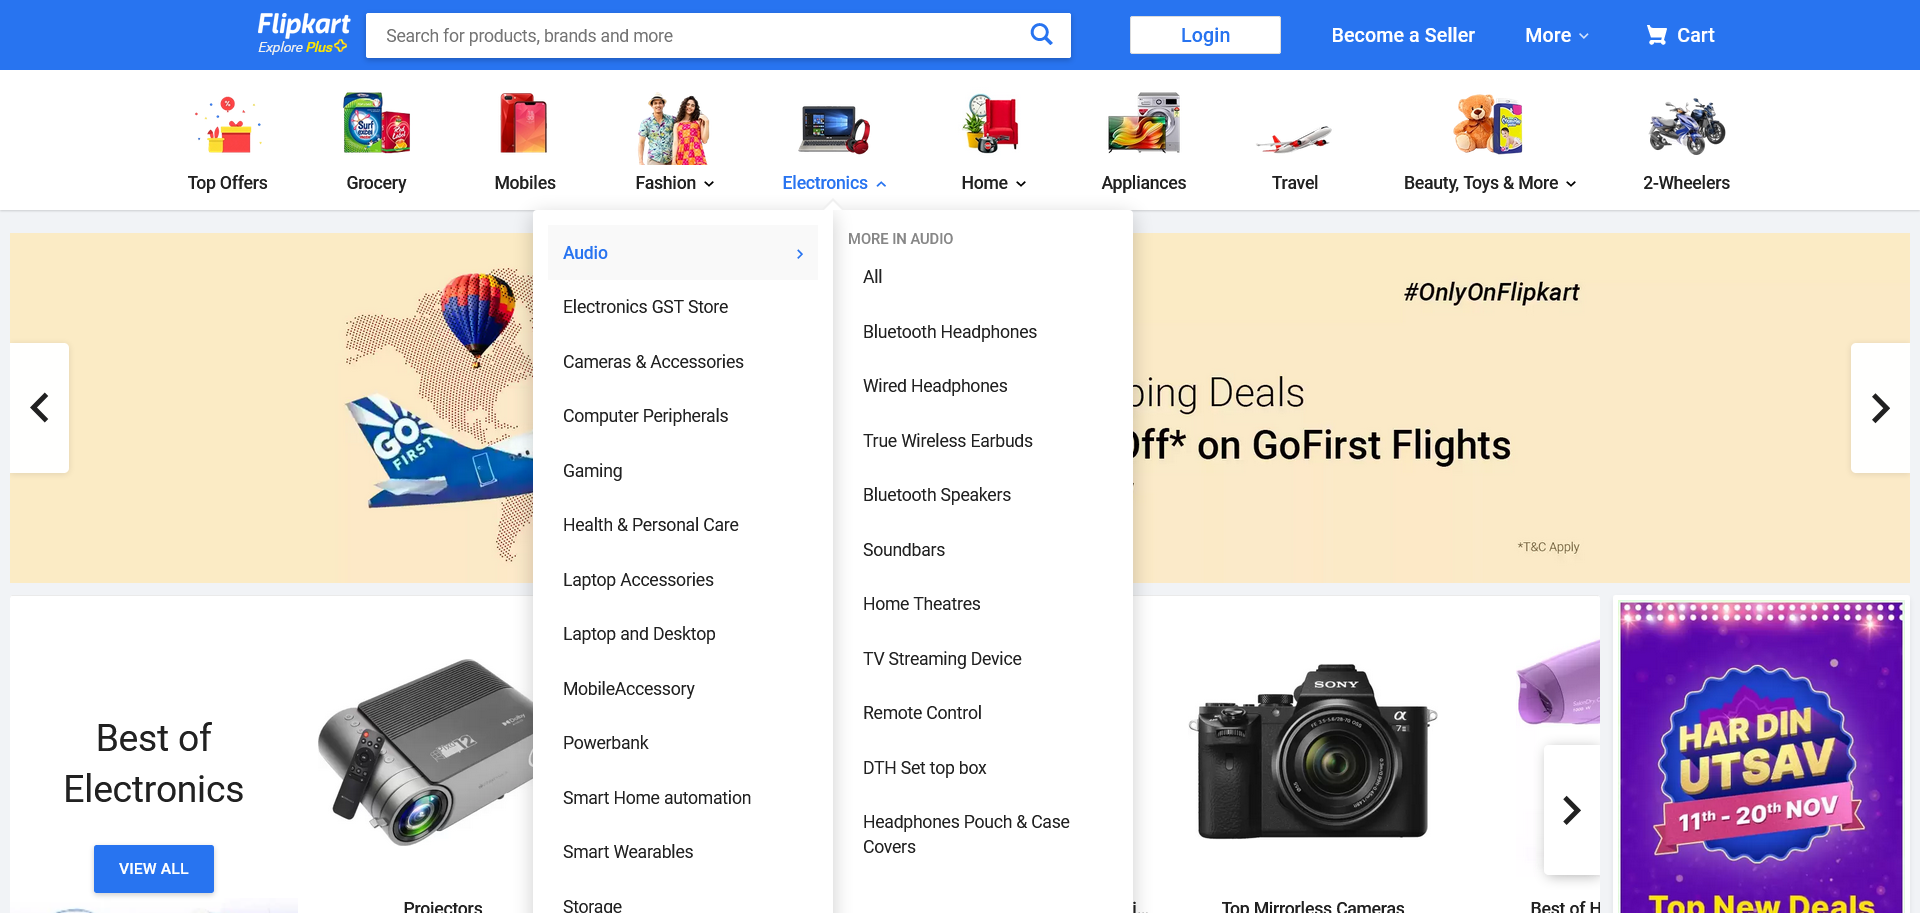 Flipkart
Explore Plus
Search for products, brands and more
Login
Become a Seller
More
Cart
Top Offers
Grocery
Mobiles
Fashion
Electronics
Home
Appliances
Travel
Beauty, Toys & More
2-Wheelers
Audio
Electronics GST Store
Cameras & Accessories
Computer Peripherals
Gaming
Health & Personal Care
Laptop Accessories
Laptop and Desktop
MobileAccessory
Powerbank
Smart Home automation
Smart Wearables
Storage
MORE IN AUDIO
All
Bluetooth Headphones
Wired Headphones
True Wireless Earbuds
Bluetooth Speakers
Soundbars
Home Theatres
TV Streaming Device
Remote Control
DTH Set top box
Headphones Pouch & Case
Covers
GO
FIRST
#OnlyOnFlipkart
ping Deals
Off* on GoFirst Flights
*T&C Apply
Best of
Electronics
VIEW ALL
Projectors
SONY
α
7 II
i...
Top Mirrorless Cameras
Best of H
HAR DIN
UTSAV
11th - 20th NOV
Top New Deals